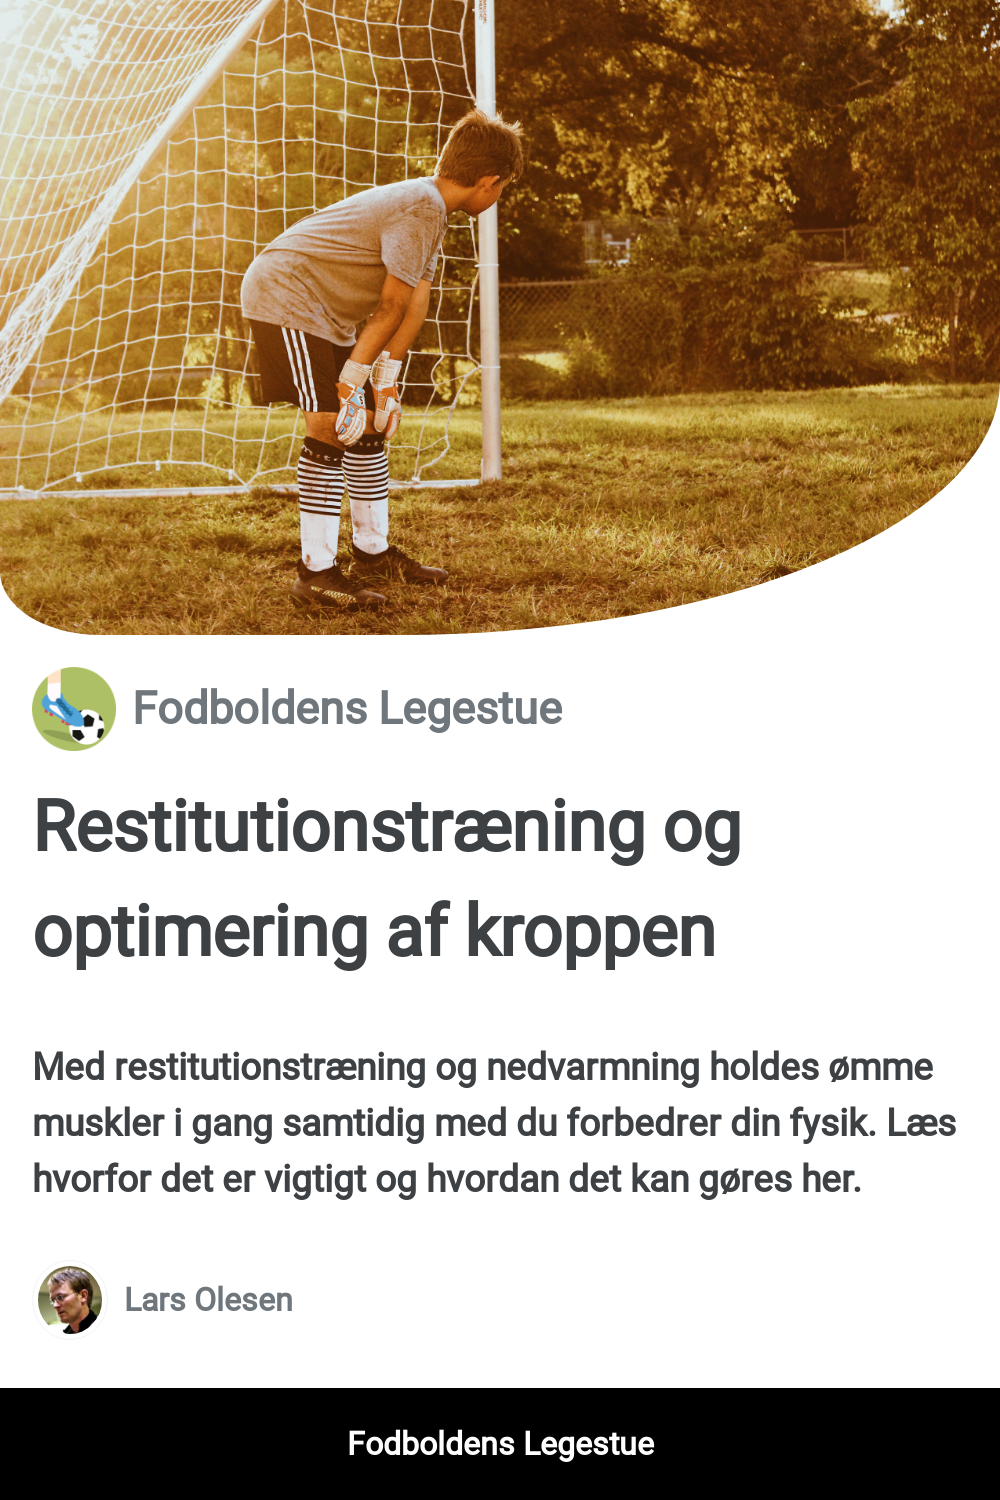 Fodboldens Legestue
Restitutionstræning og
optimering af kroppen
Med restitutionstræning og nedvarmning holdes ømme
muskler i gang samtidig med du forbedrer din fysik. Læs
hvorfor det er vigtigt og hvordan det kan gøres her.
Lars Olesen
Fodboldens Legestue